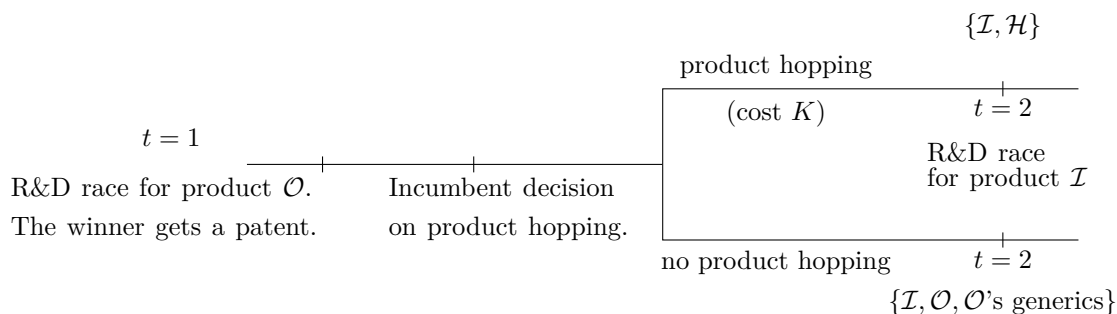 {ℐ, ℋ}
product hopping
(cost K)
t = 2
t = 1
R&D race for product 𝒪.
The winner gets a patent.
Incumbent decision
on product hopping.
R&D race
for product ℐ
no product hopping
t = 2
{ℐ, 𝒪, 𝒪's generics}